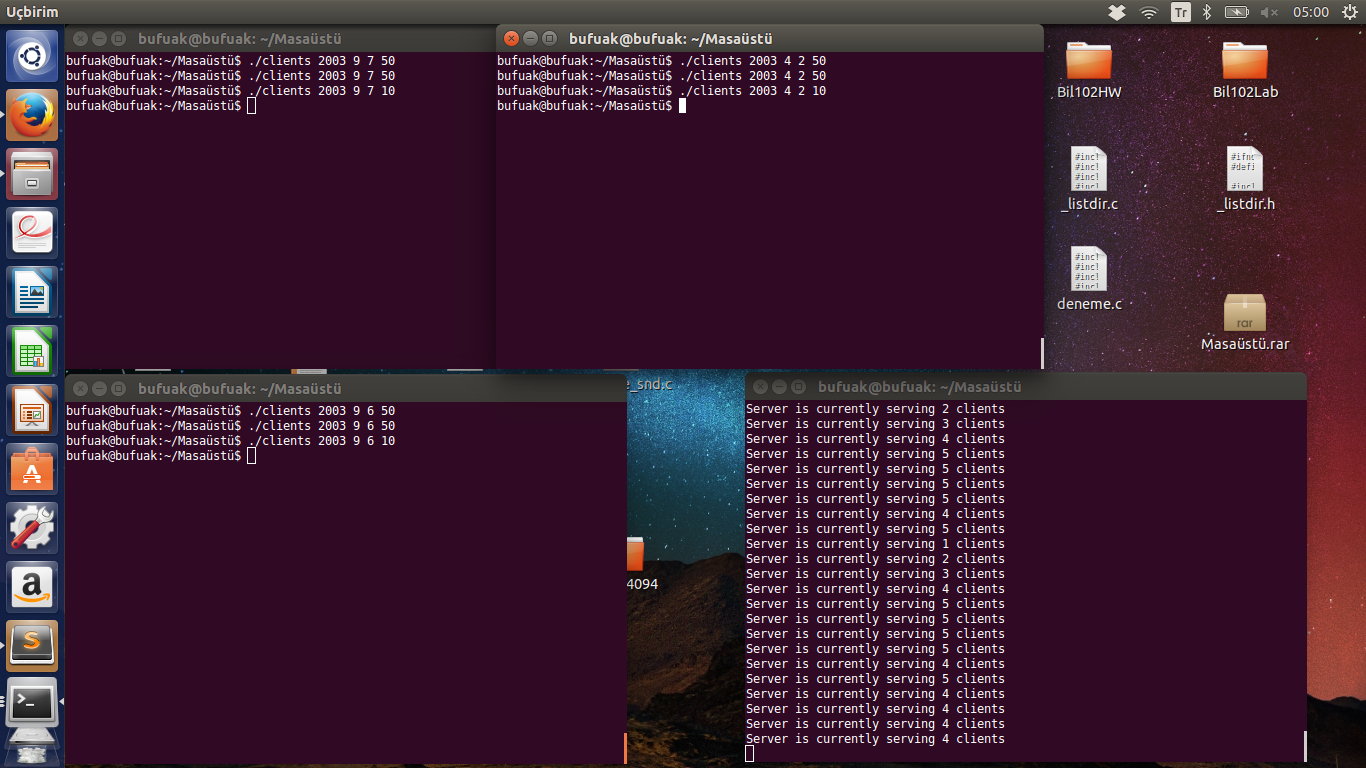 Uçbirim
Tr
05:00
bufuak@bufuak: ~/Masaüstü
bufuak@bufuak:~/Masaüstü$ ./clients 2003 9 7 50
bufuak@bufuak:~/Masaüstü$ ./clients 2003 9 7 50
bufuak@bufuak:~/Masaüstü$ ./clients 2003 9 7 10
bufuak@bufuak:~/Masaüstü$
bufuak@bufuak: ~/Masaüstü
bufuak@bufuak:~/Masaüstü$ ./clients 2003 4 2 50
bufuak@bufuak:~/Masaüstü$ ./clients 2003 4 2 50
bufuak@bufuak:~/Masaüstü$ ./clients 2003 4 2 10
bufuak@bufuak:~/Masaüstü$
Bil102HW
Bil102Lab
#inc!
#inc!
#inc!
#inc!
_listdir.c
#ifnc
#defi
#inc!
_listdir.h
#inc!
#inc!
#inc!
#inc!
deneme.c
rar
Masaüstü.rar
bufuak@bufuak: ~/Masaüstü
bufuak@bufuak:~/Masaüstü$ ./clients 2003 9 6 50
bufuak@bufuak:~/Masaüstü$ ./clients 2003 9 6 50
bufuak@bufuak:~/Masaüstü$ ./clients 2003 9 6 10
bufuak@bufuak:~/Masaüstü$
_snd.c
4094
bufuak@bufuak: ~/Masaüstü
Server is currently serving 2 clients
Server is currently serving 3 clients
Server is currently serving 4 clients
Server is currently serving 5 clients
Server is currently serving 5 clients
Server is currently serving 5 clients
Server is currently serving 5 clients
Server is currently serving 4 clients
Server is currently serving 5 clients
Server is currently serving 1 clients
Server is currently serving 2 clients
Server is currently serving 3 clients
Server is currently serving 4 clients
Server is currently serving 5 clients
Server is currently serving 5 clients
Server is currently serving 5 clients
Server is currently serving 5 clients
Server is currently serving 4 clients
Server is currently serving 5 clients
Server is currently serving 4 clients
Server is currently serving 4 clients
Server is currently serving 4 clients
Server is currently serving 4 clients